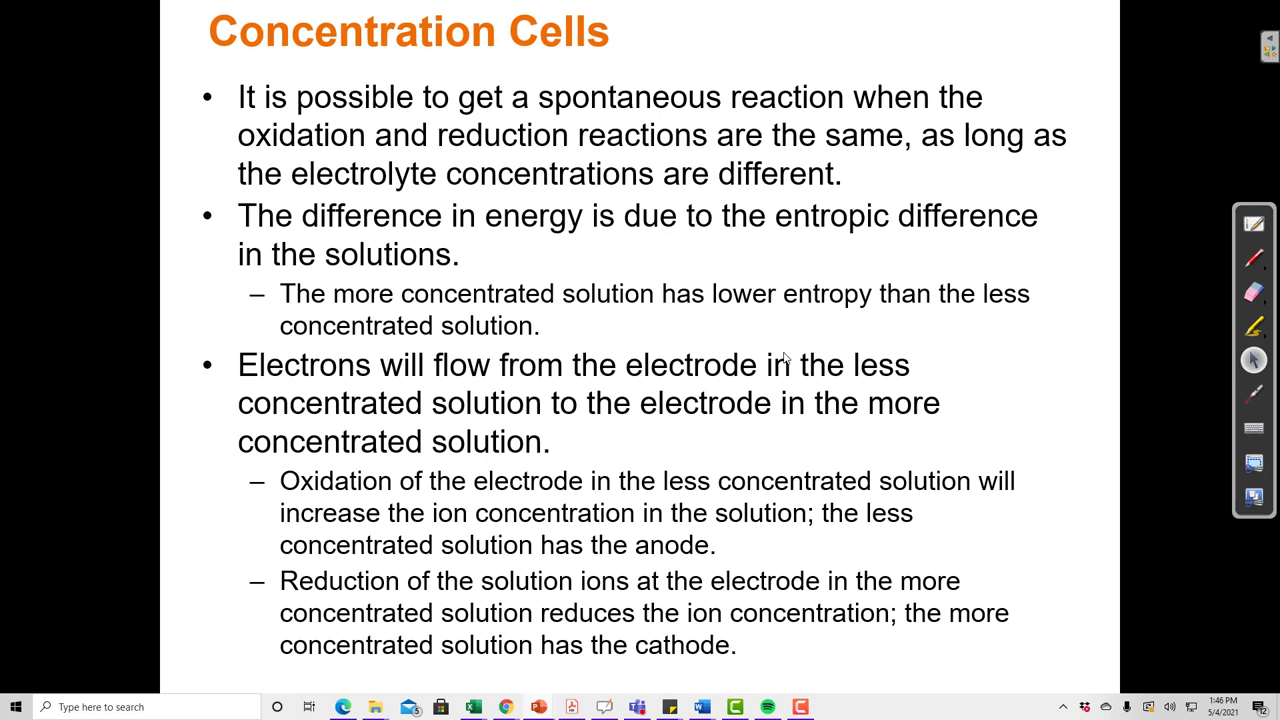 Concentration Cells
• It is possible to get a spontaneous reaction when the
oxidation and reduction reactions are the same, as long as
the electrolyte concentrations are different.
• The difference in energy is due to the entropic difference
in the solutions.
– The more concentrated solution has lower entropy than the less
concentrated solution.
• Electrons will flow from the electrode in the less
concentrated solution to the electrode in the more
concentrated solution.
– Oxidation of the electrode in the less concentrated solution will
increase the ion concentration in the solution; the less
concentrated solution has the anode.
– Reduction of the solution ions at the electrode in the more
concentrated solution reduces the ion concentration; the more
concentrated solution has the cathode.
Type here to search
1:46 PM
5/4/2021